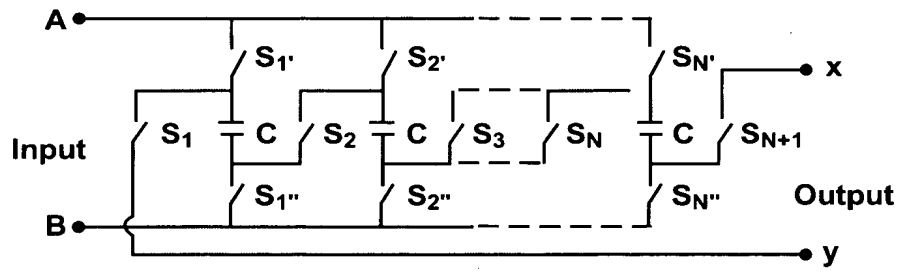 A
S1' S2' SN'
x
Input S1 C S2 C S3 SN C SN+1
S1" S2" SN" Output
B
y